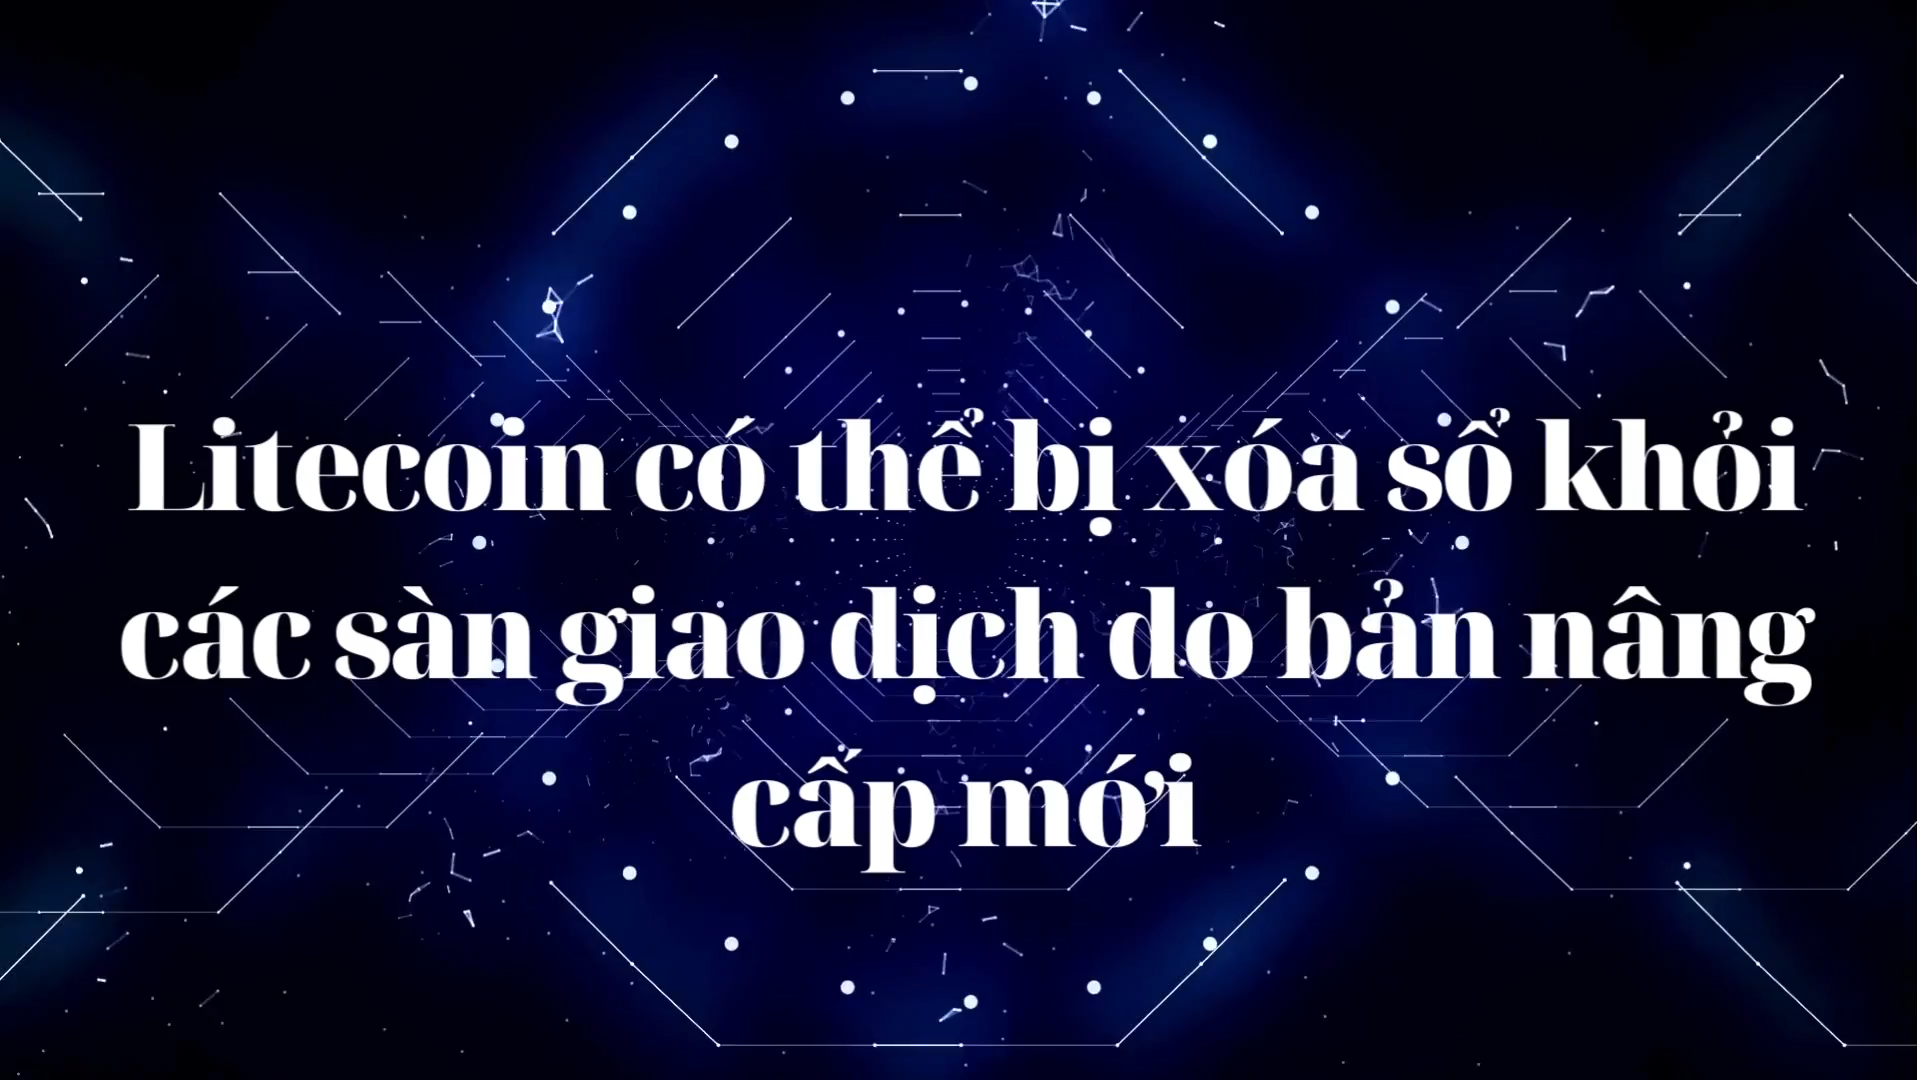 Litecoin có thể bị xóa sổ khỏi
các sàn giao dịch do bản nâng
cấp mới